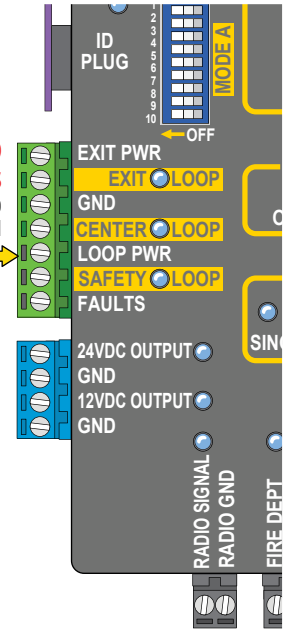 1
2
3
4
5
6
7
8
9
10
ID
PLUG
MODE A
OFF
EXIT PWR
EXIT LOOP
GND
CENTER LOOP
LOOP PWR
SAFETY LOOP
FAULTS
24VDC OUTPUT
GND
12VDC OUTPUT
GND
RADIO SIGNAL
RADIO GND
FIRE DEPT